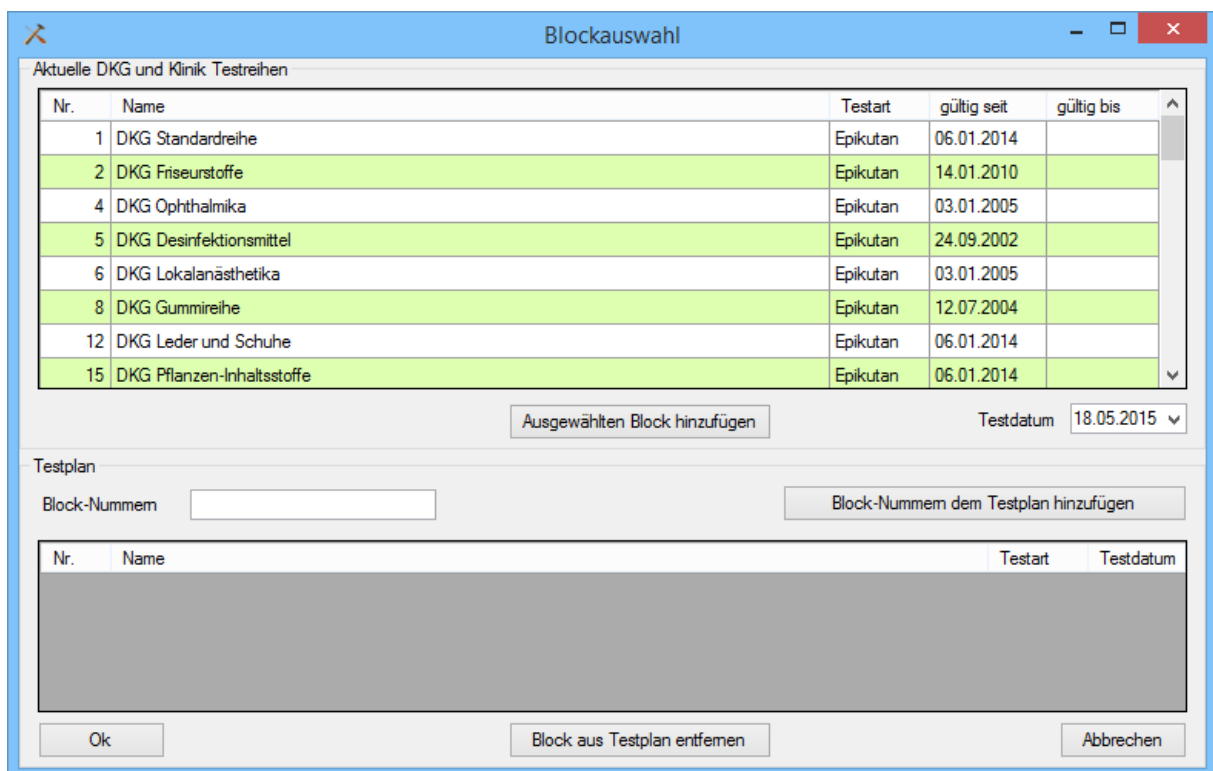 Blockauswahl
Aktuelle DKG und Klinik Testreihen
Nr. Name Testart gültig seit gültig bis
1 DKG Standardreihe Epikutan 06.01.2014
2 DKG Friseurstoffe Epikutan 14.01.2010
4 DKG Ophthalmika Epikutan 03.01.2005
5 DKG Desinfektionsmittel Epikutan 24.09.2002
6 DKG Lokalanästhetika Epikutan 03.01.2005
8 DKG Gummireihe Epikutan 12.07.2004
12 DKG Leder und Schuhe Epikutan 06.01.2014
15 DKG Pflanzen-Inhaltsstoffe Epikutan 06.01.2014
Ausgewählten Block hinzufügen Testdatum 18.05.2015
Testplan
Block-Nummern Block-Nummern dem Testplan hinzufügen
Nr. Name Testart Testdatum
Ok Block aus Testplan entfernen Abbrechen